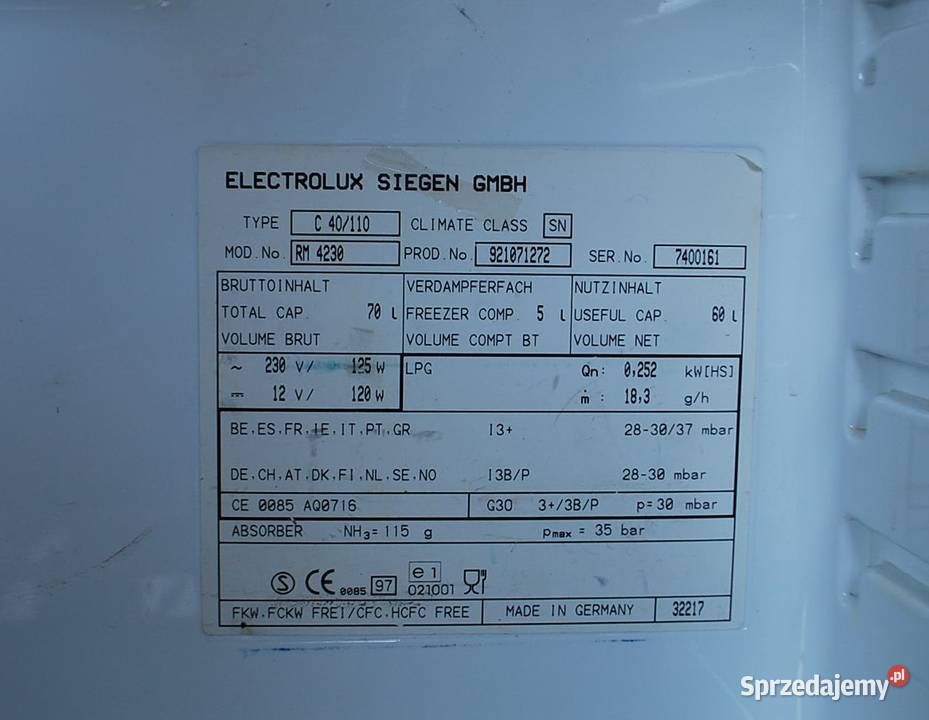 ELECTROLUX SIEGEN GMBH
TYPE C 40/110 CLIMATE CLASS SN
MOD.No. RM 4230 PROD.No. 921071272 SER.No. 7400161
BRUTTOINHALT VERDAMPFERFACH NUTZINHALT
TOTAL CAP. 70 l FREEZER COMP. 5 l USEFUL CAP. 60 l
VOLUME BRUT VOLUME COMPT BT VOLUME NET
~ 230 V/ 125 W LPG Qn: 0,252 kW[HS]
⎓ 12 V/ 120 W ṁ : 18,3 g/h
BE,ES,FR,IE,IT,PT,GR I3+ 28-30/37 mbar
DE,CH,AT,DK,FI,NL,SE,NO I3B/P 28-30 mbar
CE 0085 AQ0716 G30 3+/3B/P p=30 mbar
ABSORBER NH₃= 115 g pmax = 35 bar
S CE 0085 97 e1 021001
FKW,FCKW FREI/CFC,HCFC FREE MADE IN GERMANY 32217
Sprzedajemy.pl